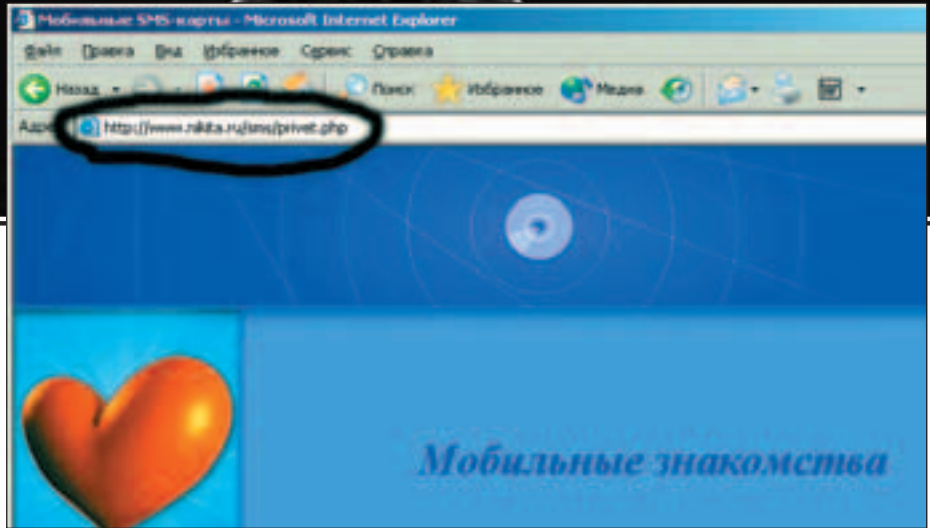 Мобильные SMS-карты - Microsoft Internet Explorer
Файл Правка Вид Избранное Сервис Справка
Назад Поиск Избранное Медиа
Адрес http://www.nikita.ru/sms/privet.php
Мобильные знакомства